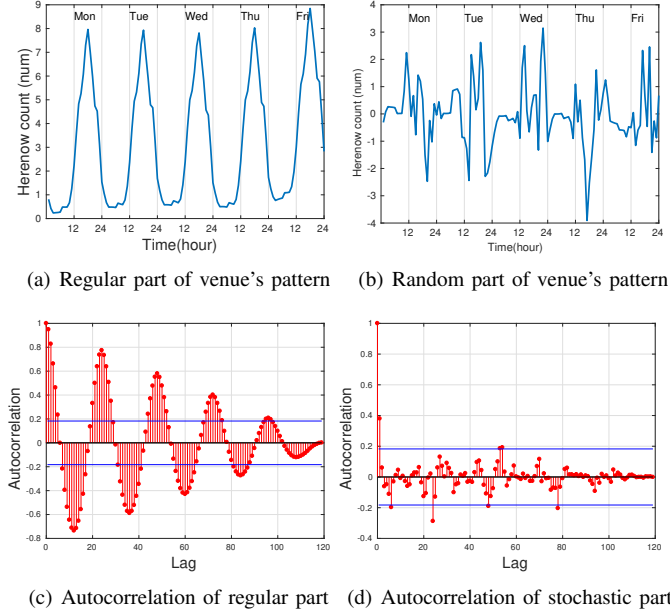 9
8
7
6
5
4
3
2
1
0
Herenow count (num)
Mon Tue Wed Thu Fri
12 24 12 24 12 24 12 24 12 24
Time(hour)
(a) Regular part of venue's pattern
4
3
2
1
0
-1
-2
-3
-4
Herenow count (num)
Mon Tue Wed Thu Fri
12 24 12 24 12 24 12 24 12 24
Time(hour)
(b) Random part of venue's pattern
1
0.8
0.6
0.4
0.2
0
-0.2
-0.4
-0.6
-0.8
Autocorrelation
0 20 40 60 80 100 120
Lag
(c) Autocorrelation of regular part
1
0.8
0.6
0.4
0.2
0
-0.2
-0.4
Autocorrelation
0 20 40 60 80 100 120
Lag
(d) Autocorrelation of stochastic part